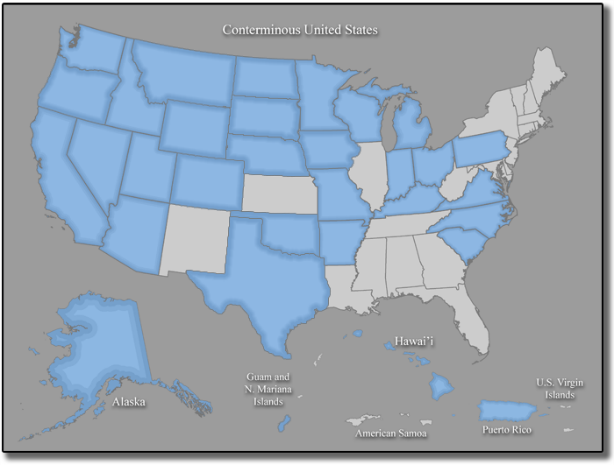 Conterminous United States
Hawai'i
Guam and
N. Mariana
Islands
U.S. Virgin
Islands
Alaska
American Samoa
Puerto Rico